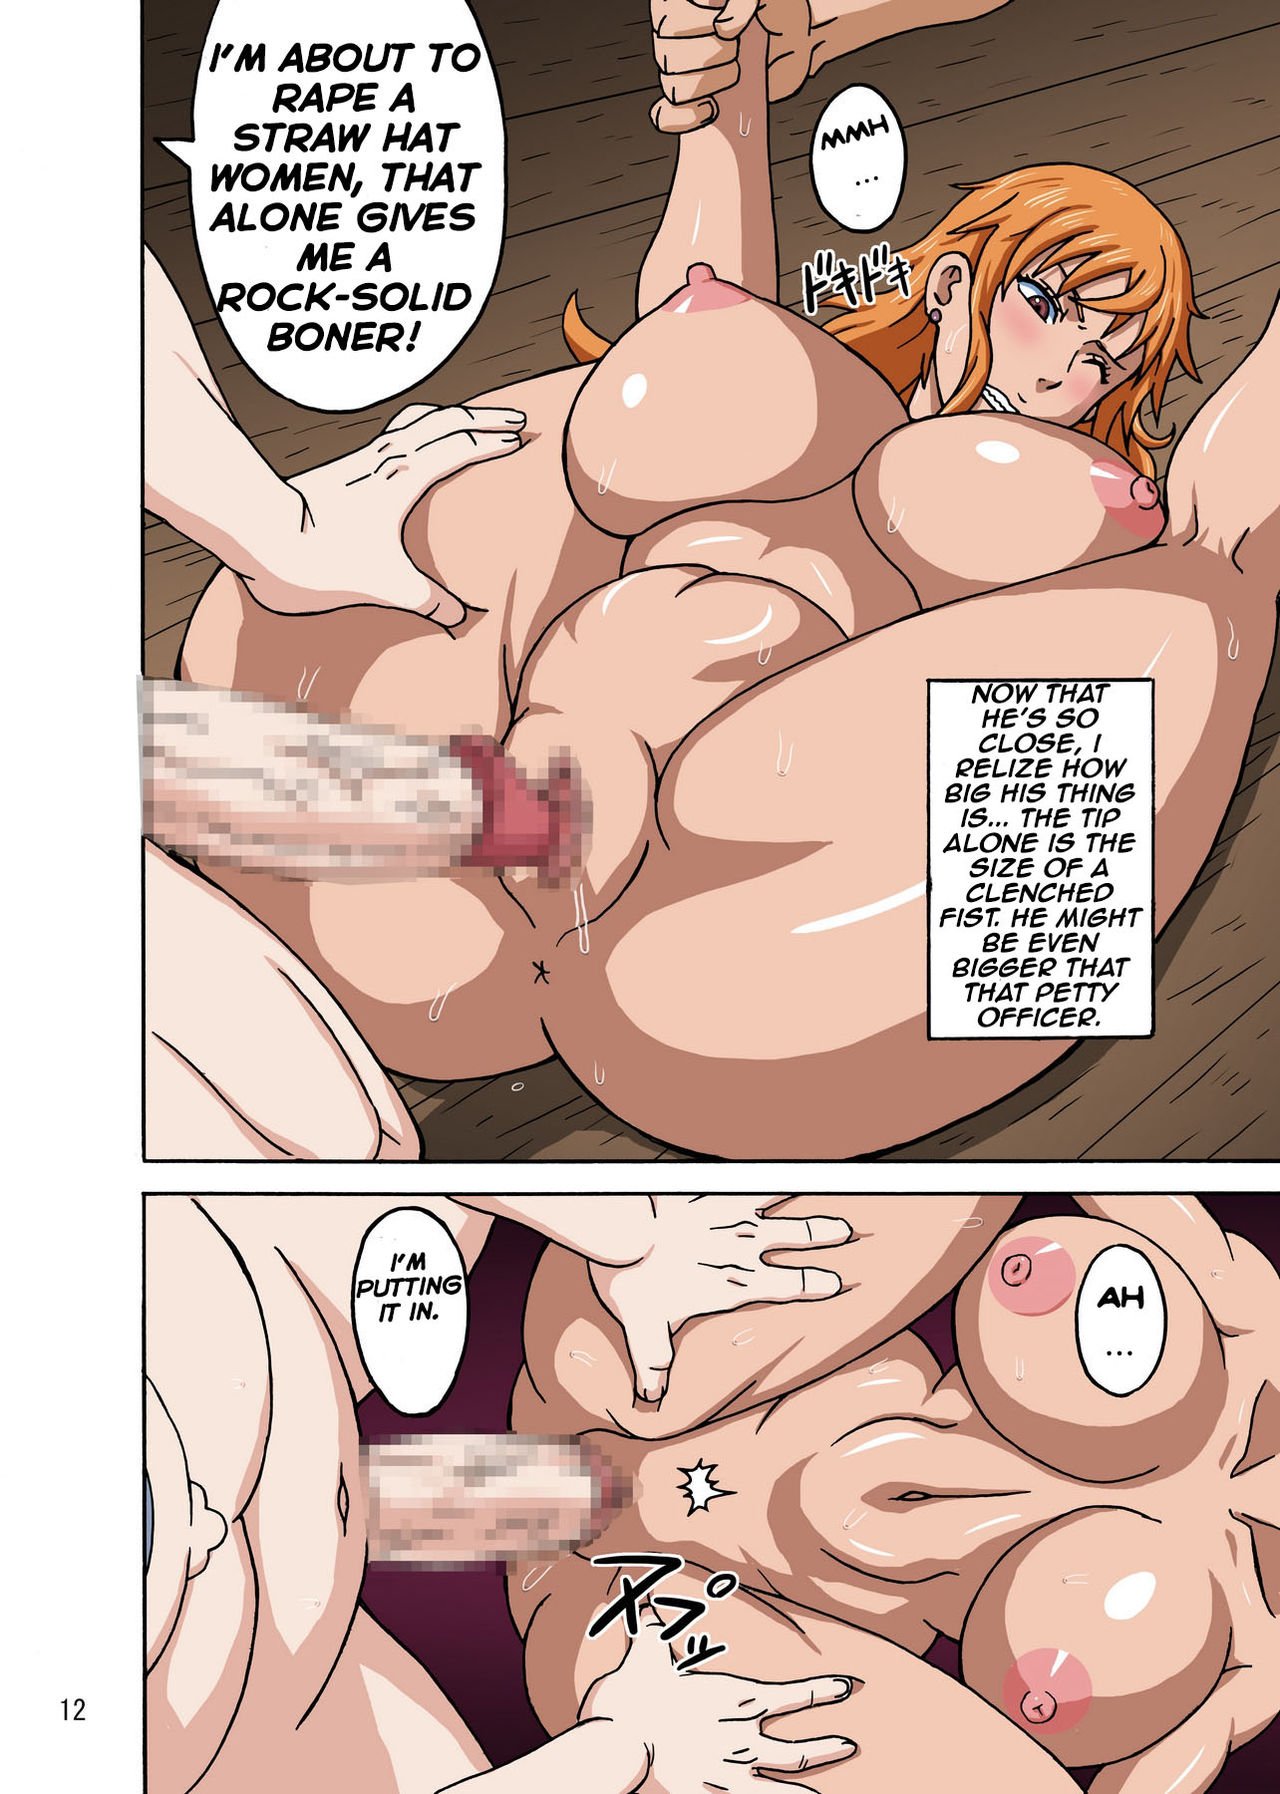 I'M ABOUT TO
RAPE A
STRAW HAT
WOMEN, THAT
ALONE GIVES
ME A
ROCK-SOLID
BONER!
MMH
...
ドキドキ
NOW THAT
HE'S SO
CLOSE, I
RELIZE HOW
BIG HIS THING
IS... THE TIP
ALONE IS THE
SIZE OF A
CLENCHED
FIST. HE MIGHT
BE EVEN
BIGGER THAT
THAT PETTY
OFFICER.
I'M
PUTTING
IT IN.
AH
...
ヌプッ
12